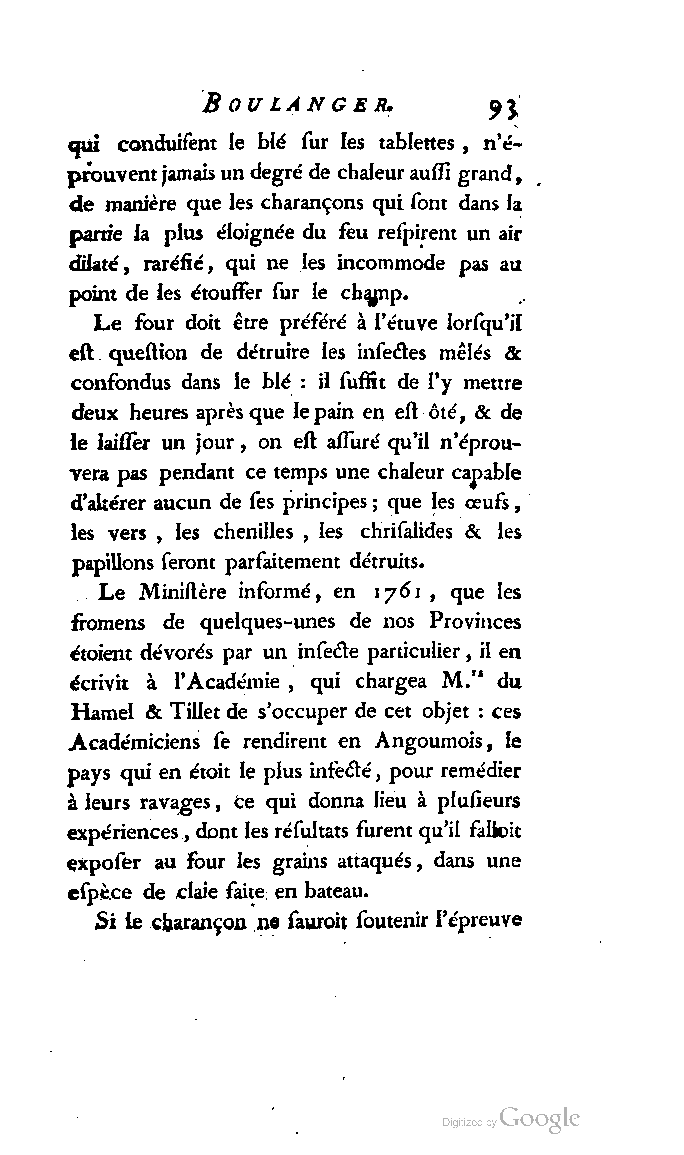 BOULANGER. 93
qui conduiſent le blé ſur les tablettes, n'é-
prouvent jamais un degré de chaleur auſſi grand,
de manière que les charançons qui ſont dans la
partie la plus éloignée du feu reſpirent un air
dilaté, raréfié, qui ne les incommode pas au
point de les étouffer ſur le champ.
Le four doit être préféré à l'étuve lorſqu'il
eſt queſtion de détruire les inſectes mêlés &
confondus dans le blé : il ſuffit de l'y mettre
deux heures après que le pain en eſt ôté, & de
le laiſſer un jour, on eſt aſſuré qu'il n'éprou-
vera pas pendant ce temps une chaleur capable
d'altérer aucun de ſes principes ; que les œufs,
les vers, les chenilles, les chriſalides & les
papillons ſeront parfaitement détruits.
Le Miniſtère informé, en 1761, que les
fromens de quelques-unes de nos Provinces
étoient dévorés par un inſecte particulier, il en
écrivit à l'Académie, qui chargea M.rs du
Hamel & Tillet de s'occuper de cet objet : ces
Académiciens ſe rendirent en Angoumois, le
pays qui en étoit le plus infecté, pour remédier
à leurs ravages, ce qui donna lieu à pluſieurs
expériences, dont les réſultats furent qu'il falloit
expoſer au four les grains attaqués, dans une
eſpèce de claie faite en bateau.
Si le charançon ne ſauroit ſoutenir l'épreuve
Digitized by Google